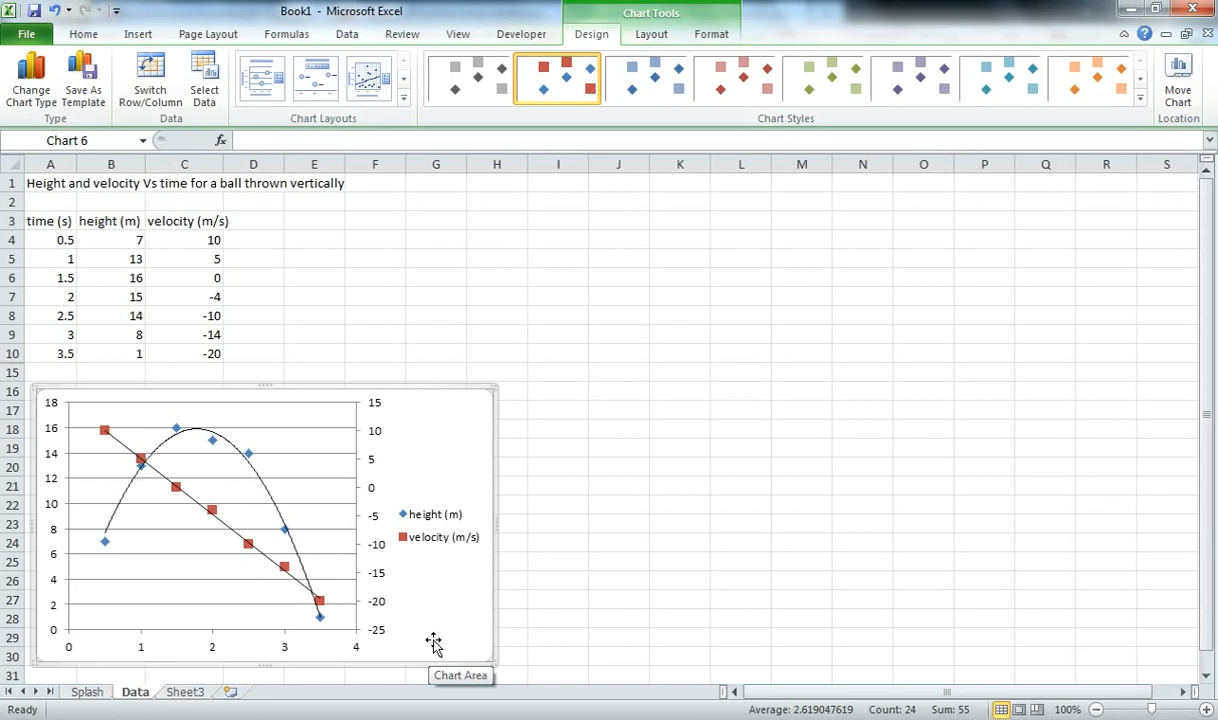 Book1 - Microsoft Excel
Chart Tools
File Home Insert Page Layout Formulas Data Review View Developer Design Layout Format
Change Chart Type
Save As Template
Switch Row/Column
Select Data
Move Chart
Type Data Chart Layouts Chart Styles Location
Chart 6 fx
A B C D E F G H I J K L M N O P Q R S
1 Height and velocity Vs time for a ball thrown vertically
2
3 time (s) height (m) velocity (m/s)
4 0.5 7 10
5 1 13 5
6 1.5 16 0
7 2 15 -4
8 2.5 14 -10
9 3 8 -14
10 3.5 1 -20
15
16
17
18
19
20
21
22
23
24
25
26
27
28
29
30
31
18 15
16 10
14 5
12 0
10 -5
8 -10
6 -15
4 -20
2 -25
0
0 1 2 3 4
height (m)
velocity (m/s)
Chart Area
Splash Data Sheet3
Ready Average: 2.619047619 Count: 24 Sum: 55 100%